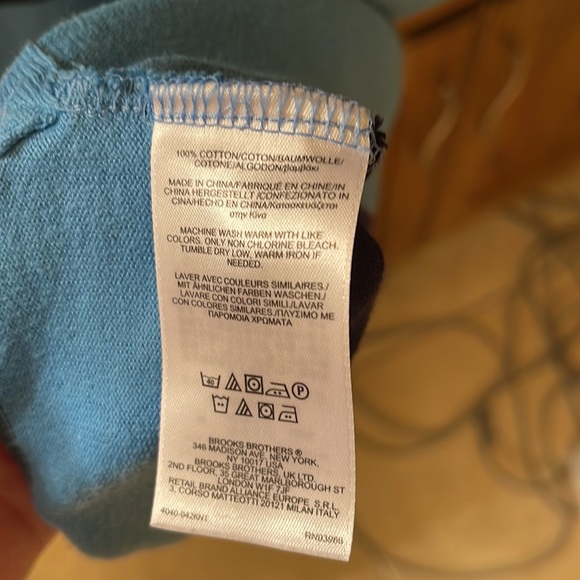 100% COTTON/COTON/BAUMWOLLE/
COTONE/ALGODON/βαμβάκι
MADE IN CHINA/FABRIQUÉ EN CHINE/IN
CHINA HERGESTELLT /CONFEZIONATO IN
CINA/HECHO EN CHINA/Κατασκευάζεται
στην Κίνα
MACHINE WASH WARM WITH LIKE
COLORS. ONLY NON CHLORINE BLEACH.
TUMBLE DRY LOW, WARM IRON IF
NEEDED.
LAVER AVEC COULEURS SIMILAIRES./
MIT ÄHNLICHEN FARBEN WASCHEN./
LAVARE CON COLORI SIMILI./LAVAR
CON COLORES SIMILARES./ΠΛΥΣΙΜΟ ΜΕ
ΠΑΡΟΜΟΙΑ ΧΡΩΜΑΤΑ
40 P
BROOKS BROTHERS ®
346 MADISON AVE, NEW YORK,
NY 10017 USA
BROOKS BROTHERS, UK LTD.
2ND FLOOR, 35 GREAT MARLBOROUGH ST
LONDON W1F 7JF
RETAIL BRAND ALLIANCE EUROPE, S.R.L.
3, CORSO MATTEOTTI 20121 MILAN ITALY